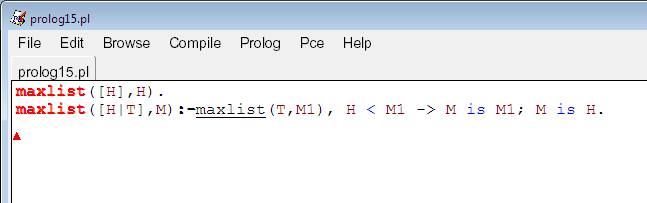 prolog15.pl
File Edit Browse Compile Prolog Pce Help
prolog15.pl
maxlist([H],H).
maxlist([H|T],M):-maxlist(T,M1), H < M1 -> M is M1; M is H.